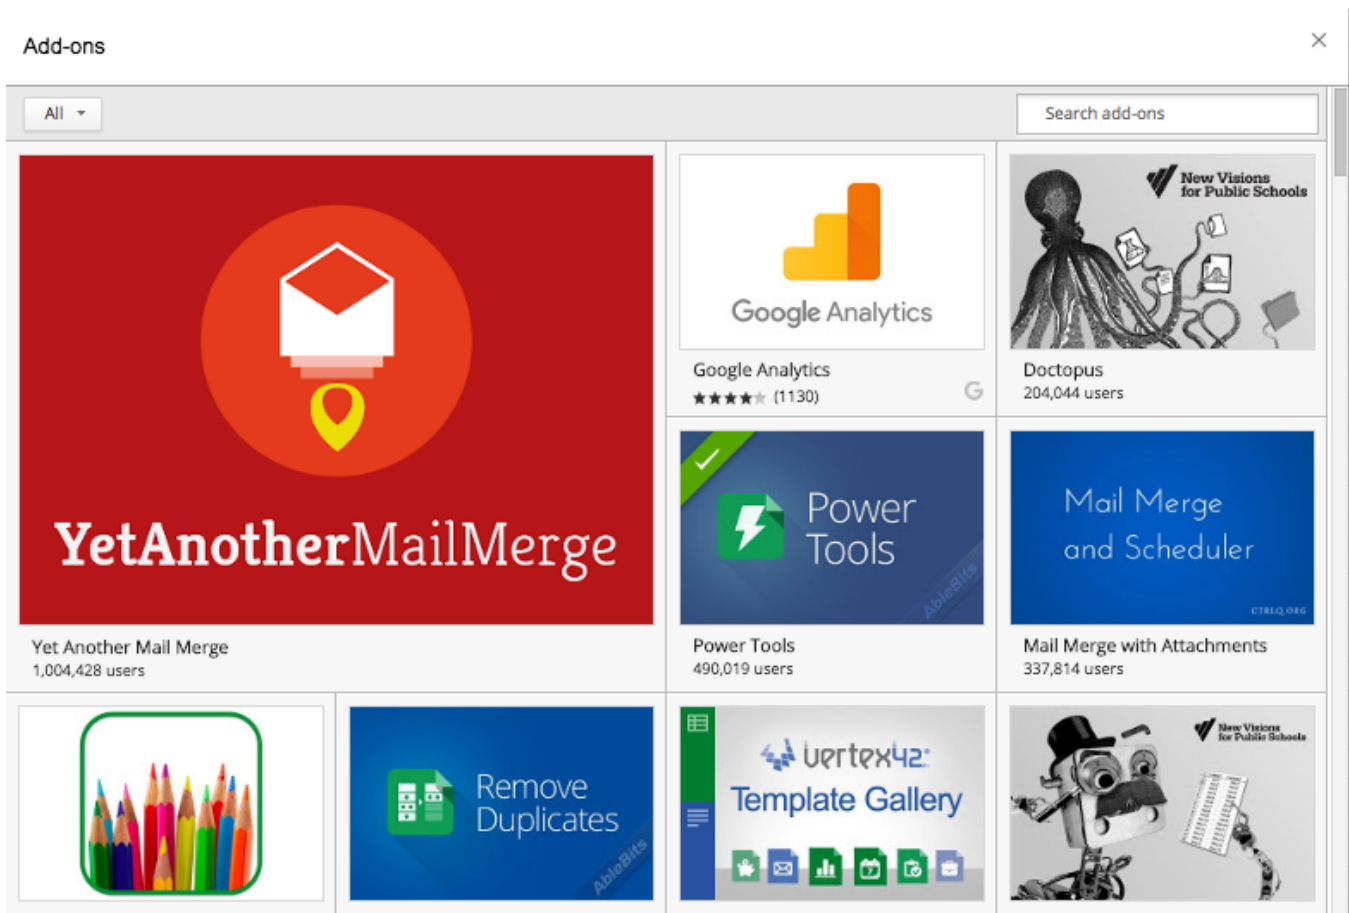 Add-ons
All
Search add-ons
YetAnotherMailMerge
Yet Another Mail Merge
1,004,428 users
Google Analytics
Google Analytics
(1130)
G
New Visions
for Public Schools
Doctopus
204,044 users
Power
Tools
AbleBits
Power Tools
490,019 users
Mail Merge
and Scheduler
CTRLQ.ORG
Mail Merge with Attachments
337,814 users
Remove
Duplicates
AbleBits
vertex42
Template Gallery
7
New Visions
for Public Schools